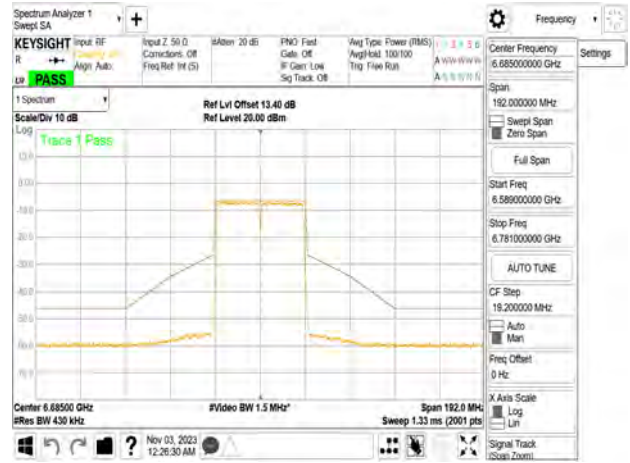 Spectrum Analyzer 1
Swept SA
+
Frequency
KEYSIGHT
Input: RF
Input Z: 50 Ω
#Atten: 20 dB
PNO: Fast
Avg Type: Power (RMS)
Corrections: Off
Gate: Off
Avg|Hold: 100/100
R
Align: Auto
Freq Ref: Int (S)
IF Gain: Low
Trig: Free Run
Sig Track: Off
PASS
Center Frequency
6.685000000 GHz
Settings
Span
192.000000 MHz
Swept Span
Zero Span
Full Span
Start Freq
6.589000000 GHz
Stop Freq
6.781000000 GHz
AUTO TUNE
CF Step
19.200000 MHz
Auto
Man
Freq Offset
0 Hz
X Axis Scale
Log
Lin
Signal Track
(Span Zoom)
1 Spectrum
Ref Lvl Offset 13.40 dB
Scale/Div 10 dB
Ref Level 20.00 dBm
Log
Trace 1 Pass
Center 6.68500 GHz
#Video BW 1.5 MHz*
Span 192.0 MHz
#Res BW 430 kHz
Sweep 1.33 ms (2001 pts
?
Nov 03, 2023
12:26:30 AM